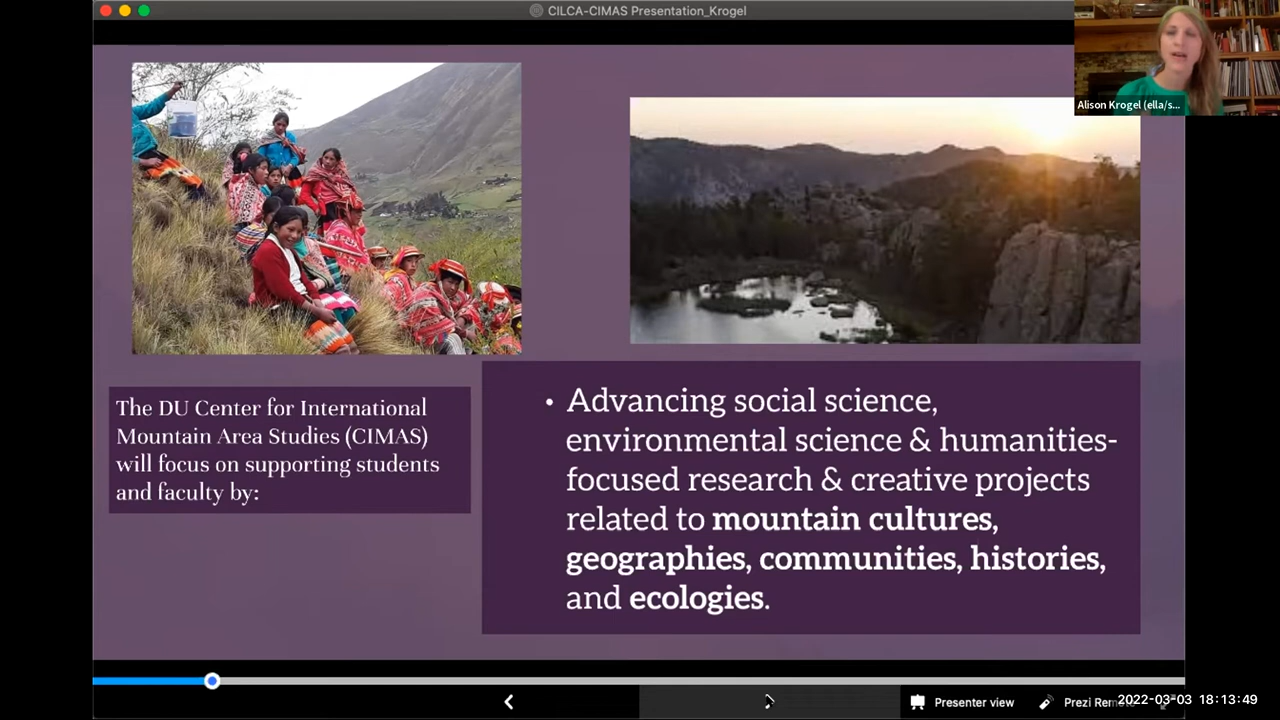 CILCA-CIMAS Presentation_Krogel
Alison Krogel (ella/s...
The DU Center for International
Mountain Area Studies (CIMAS)
will focus on supporting students
and faculty by:
• Advancing social science,
environmental science & humanities-
focused research & creative projects
related to mountain cultures,
geographies, communities, histories,
and ecologies.
Presenter view
Prezi
2022-03-03 18:13:49